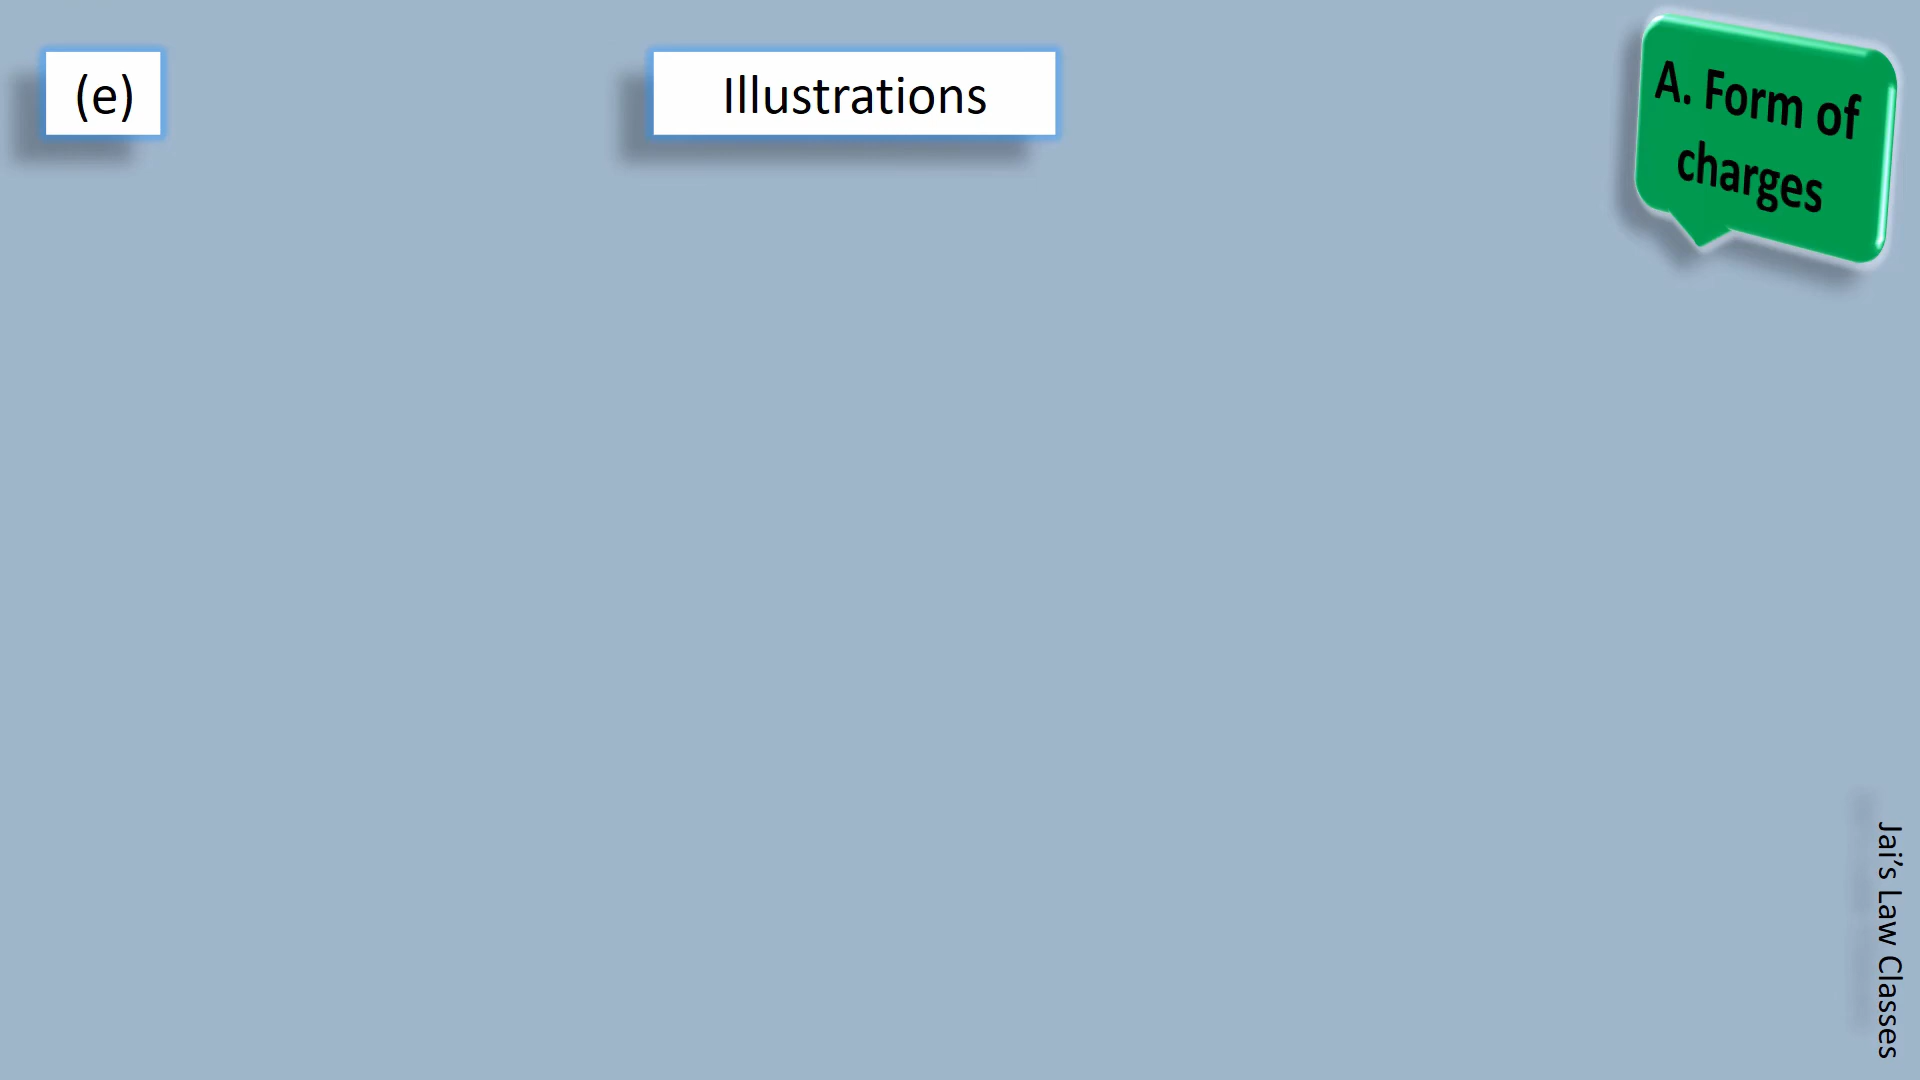 (e)
Illustrations
A. Form of
charges
Jai’s Law Classes